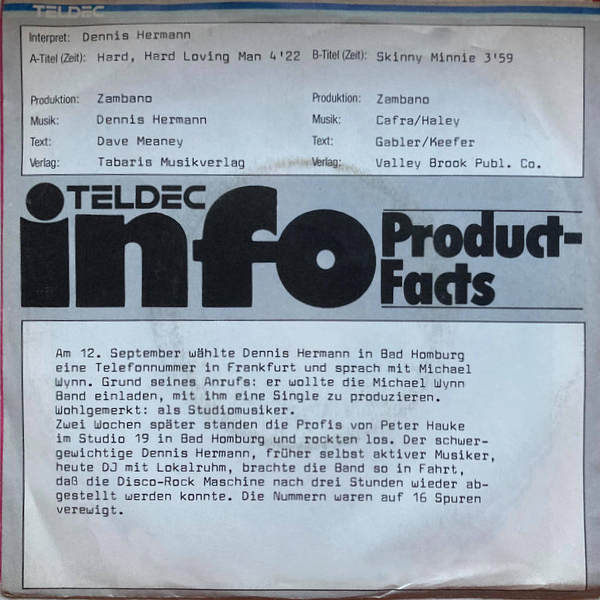 TELDEC
Interpret: Dennis Hermann
A-Titel (Zeit): Hard, Hard Loving Man 4'22 B-Titel (Zeit): Skinny Minnie 3'59
Produktion: Zambano Produktion: Zambano
Musik: Dennis Hermann Musik: Cafra/Haley
Text: Dave Meaney Text: Gabler/Keefer
Verlag: Tabaris Musikverlag Verlag: Valley Brook Publ. Co.
TELDEC
info Product-
Facts
Am 12. September wählte Dennis Hermann in Bad Homburg
eine Telefonnummer in Frankfurt und sprach mit Michael
Wynn. Grund seines Anrufs: er wollte die Michael Wynn
Band einladen, mit ihm eine Single zu produzieren.
Wohlgemerkt: als Studiomusiker.
Zwei Wochen später standen die Profis von Peter Hauke
im Studio 19 in Bad Homburg und rockten los. Der schwer-
gewichtige Dennis Hermann, früher selbst aktiver Musiker,
heute DJ mit Lokalruhm, brachte die Band so in Fahrt,
daß die Disco-Rock Maschine nach drei Stunden wieder ab-
gestellt werden konnte. Die Nummern waren auf 16 Spuren
verewigt.